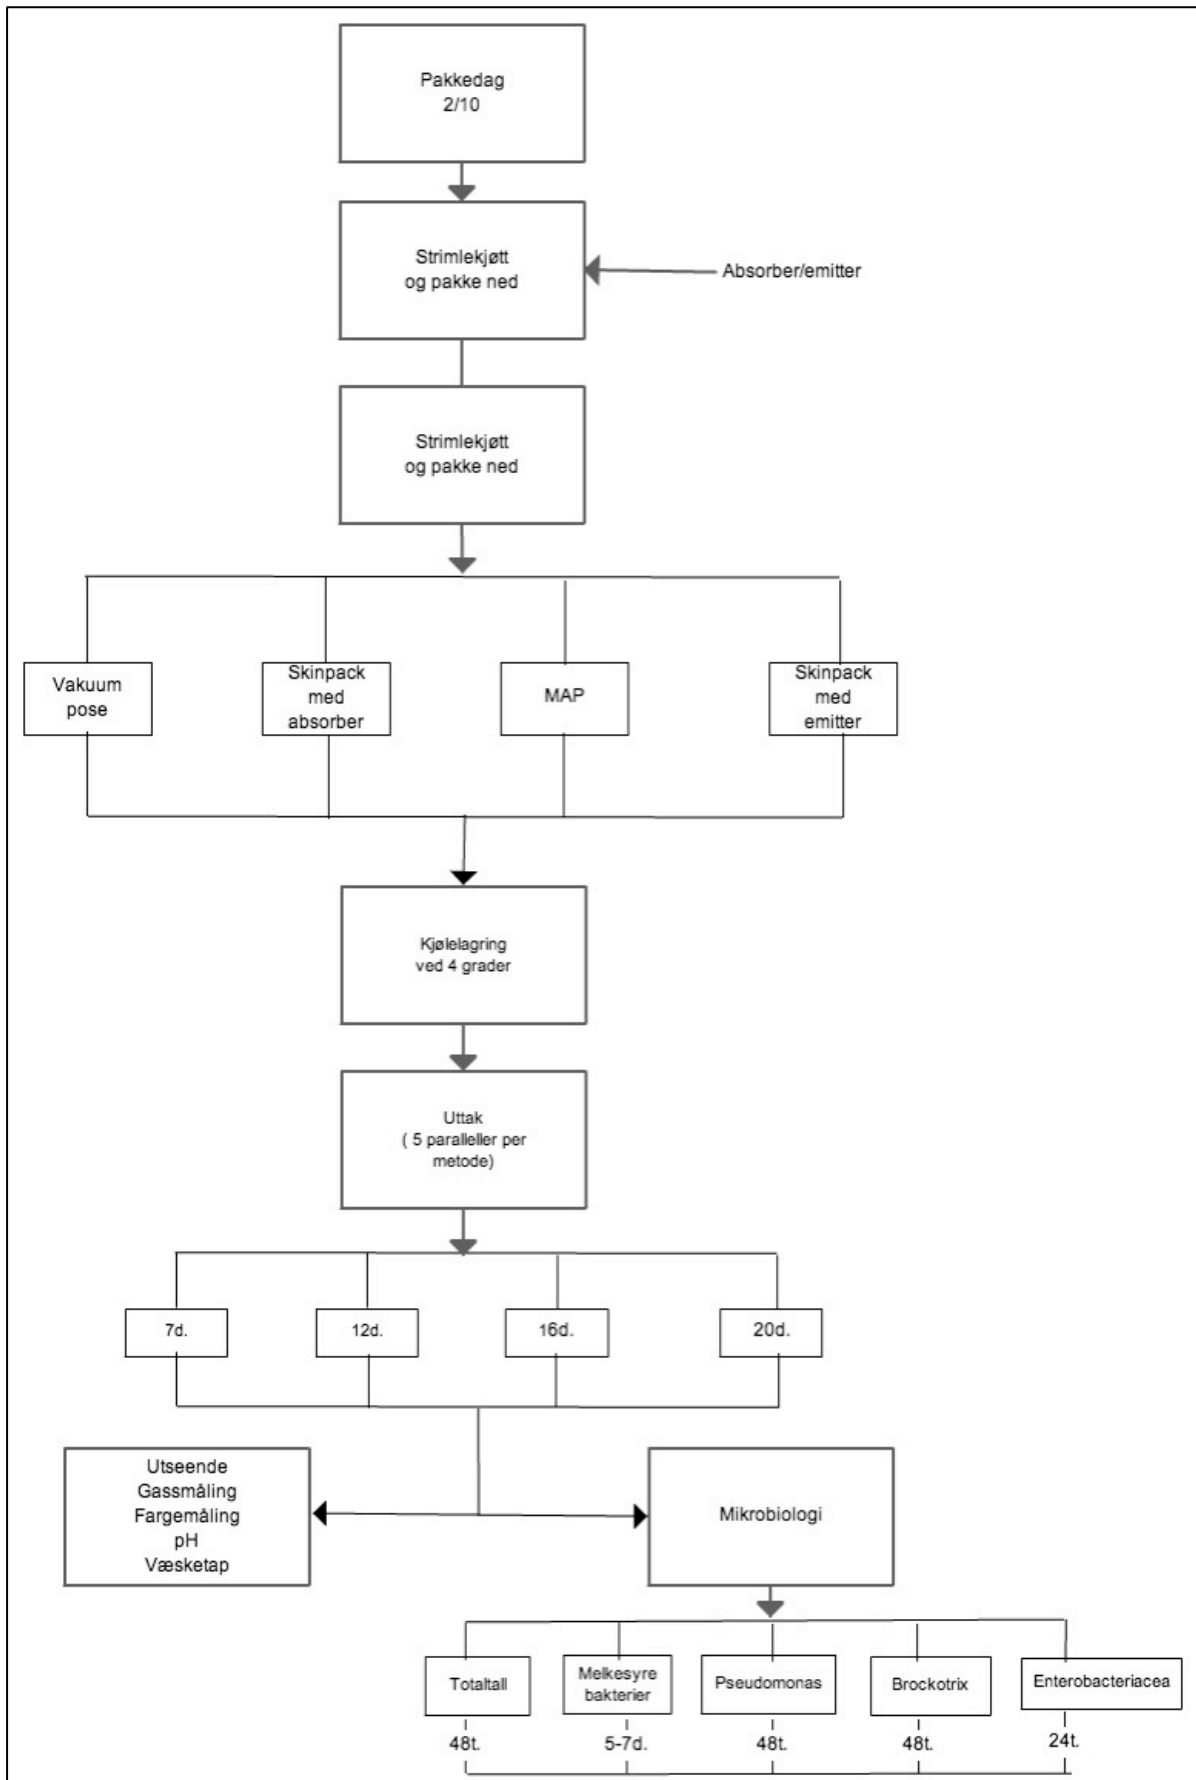 Pakkedag
2/10
Strimlekjøtt
og pakke ned
Absorber/emitter
Strimlekjøtt
og pakke ned
Vakuum
pose
Skinpack
med
absorber
MAP
Skinpack
med
emitter
Kjølelagring
ved 4 grader
Uttak
( 5 paralleller per
metode)
7d.
12d.
16d.
20d.
Utseende
Gassmåling
Fargemåling
pH
Væsketap
Mikrobiologi
Totaltall
Melkesyre
bakterier
Pseudomonas
Brockotrix
Enterobacteriacea
48t.
5-7d.
48t.
48t.
24t.